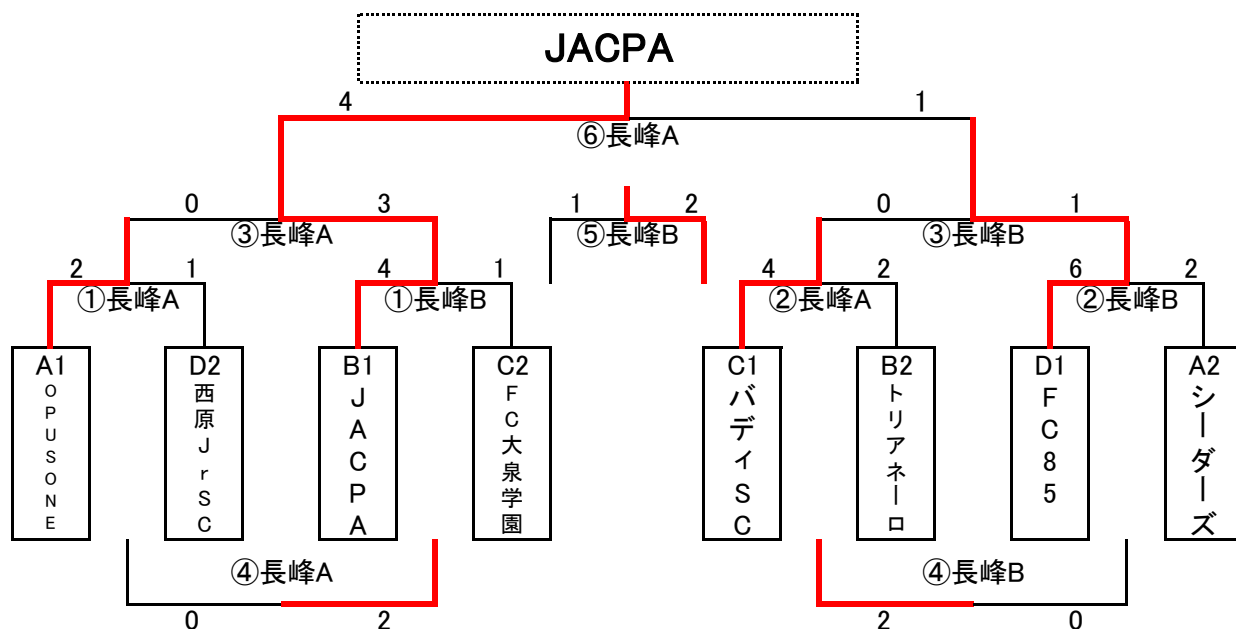 JACPA
4 1
⑥長峰A
0 3 1 2 0 1
③長峰A ⑤長峰B ③長峰B
2 1 4 1 4 2 6 2
①長峰A ①長峰B ②長峰A ②長峰B
A1 D2 B1 C2 C1 B2 D1 A2
OPUSONE
西原JrSC
JACPA
FC大泉学園
バディSC
トリアネーロ
FC85
シーダーズ
④長峰A ④長峰B
0 2 2 0